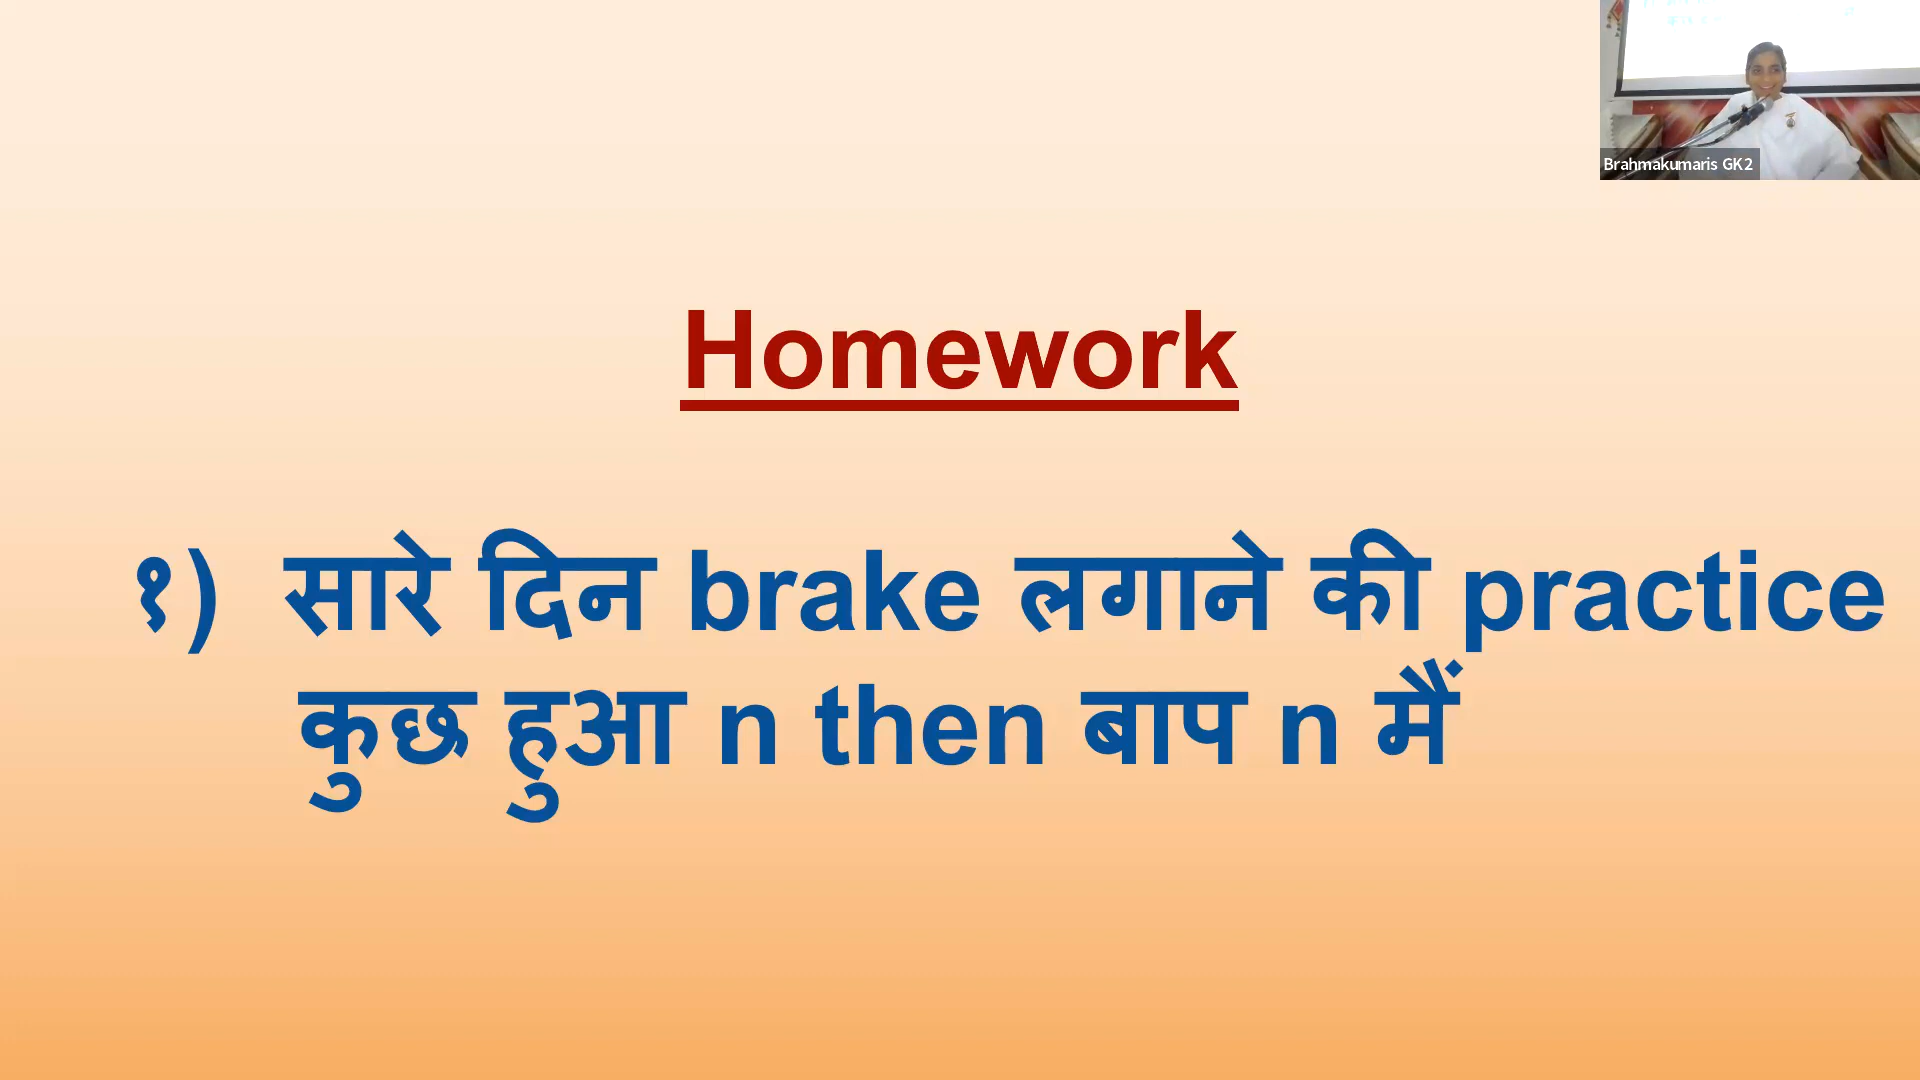 Brahmakumaris GK2
Homework
१) सारे दिन brake लगाने की practice
कुछ हुआ n then बाप n मैं